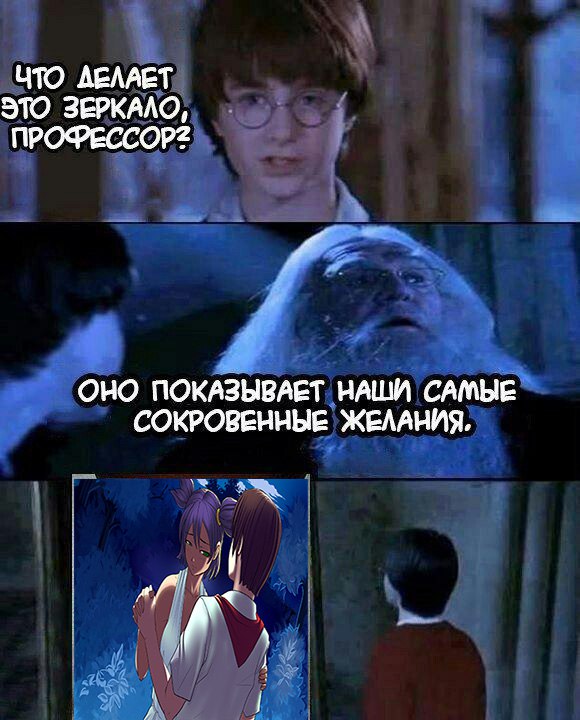 ЧТО ДЕЛАЕТ
ЭТО ЗЕРКАЛО,
ПРОФЕССОР?
ОНО ПОКАЗЫВАЕТ НАШИ САМЫЕ
СОКРОВЕННЫЕ ЖЕЛАНИЯ.